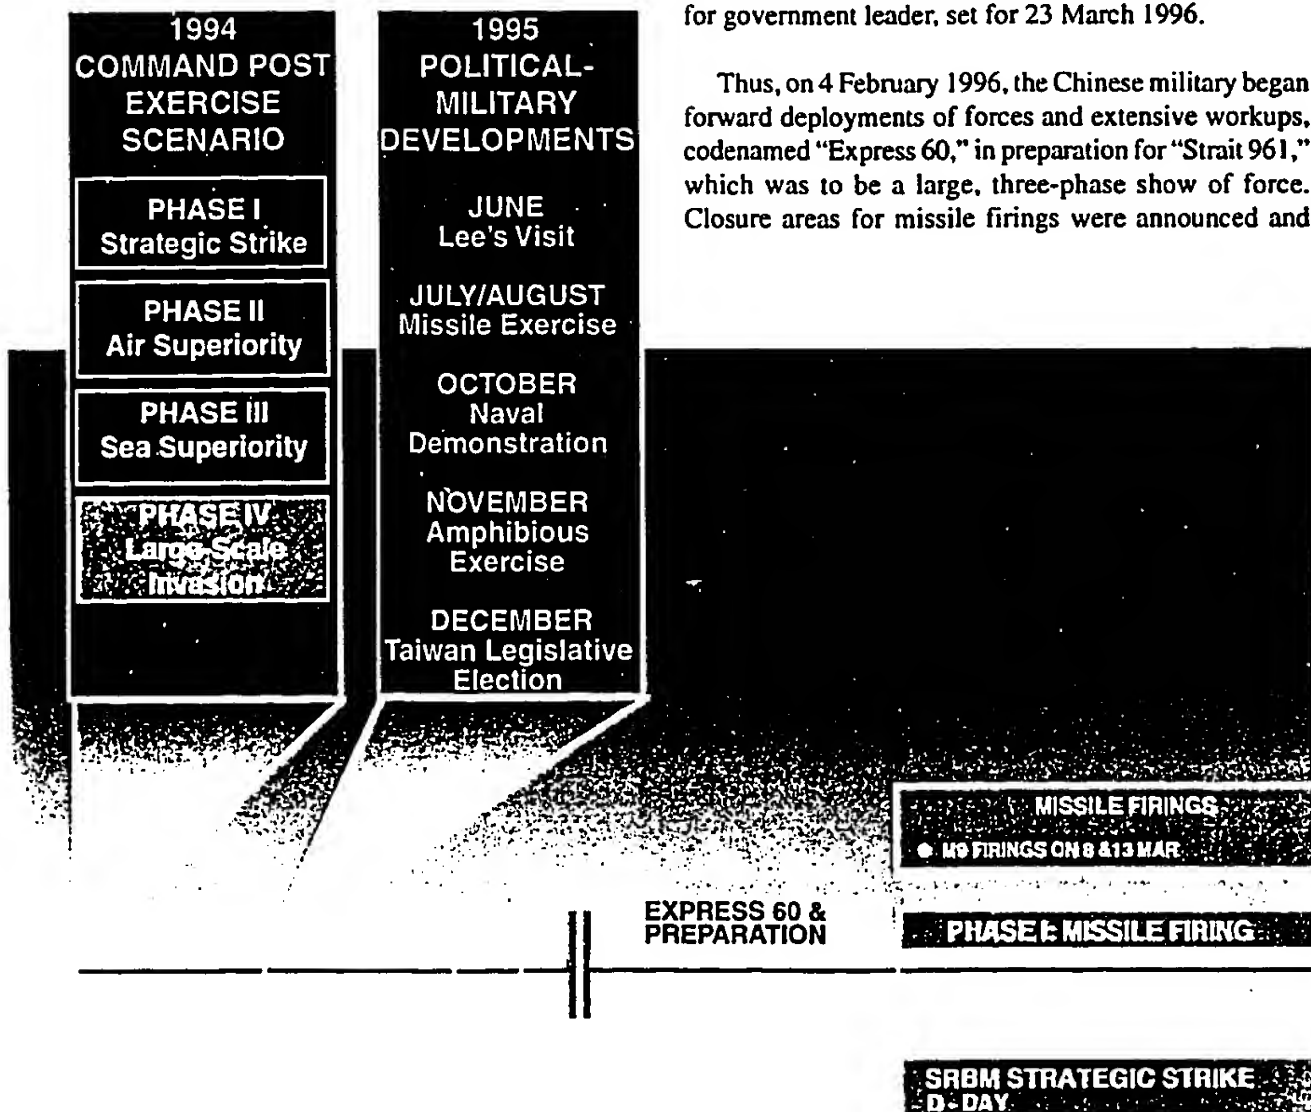 1994
COMMAND POST
EXERCISE
SCENARIO
PHASE I
Strategic Strike
PHASE II
Air Superiority
PHASE III
Sea Superiority
PHASE IV
Large-Scale
Invasion
1995
POLITICAL-
MILITARY
DEVELOPMENTS
JUNE
Lee's Visit
JULY/AUGUST
Missile Exercise
OCTOBER
Naval
Demonstration
NOVEMBER
Amphibious
Exercise
DECEMBER
Taiwan Legislative
Election
for government leader, set for 23 March 1996.
Thus, on 4 February 1996, the Chinese military began
forward deployments of forces and extensive workups,
codenamed “Express 60,” in preparation for “Strait 961,”
which was to be a large, three-phase show of force.
Closure areas for missile firings were announced and
MISSILE FIRINGS
● M9 FIRINGS ON 8 & 13 MAR
EXPRESS 60 &
PREPARATION
PHASE I: MISSILE FIRING
SRBM STRATEGIC STRIKE
D-DAY